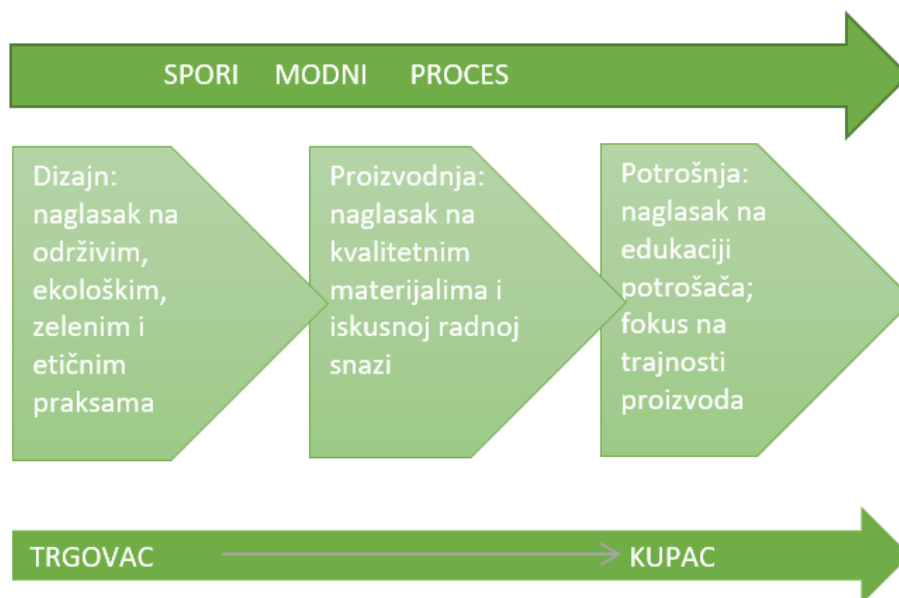 SPORI MODNI PROCES
Dizajn:
naglasak na
održivim,
ekološkim,
zelenim i
etičnim
praksama
Proizvodnja:
naglasak na
kvalitetnim
materijalima i
iskusnoj radnoj
snazi
Potrošnja:
naglasak na
edukaciji
potrošača;
fokus na
trajnosti
proizvoda
TRGOVAC KUPAC